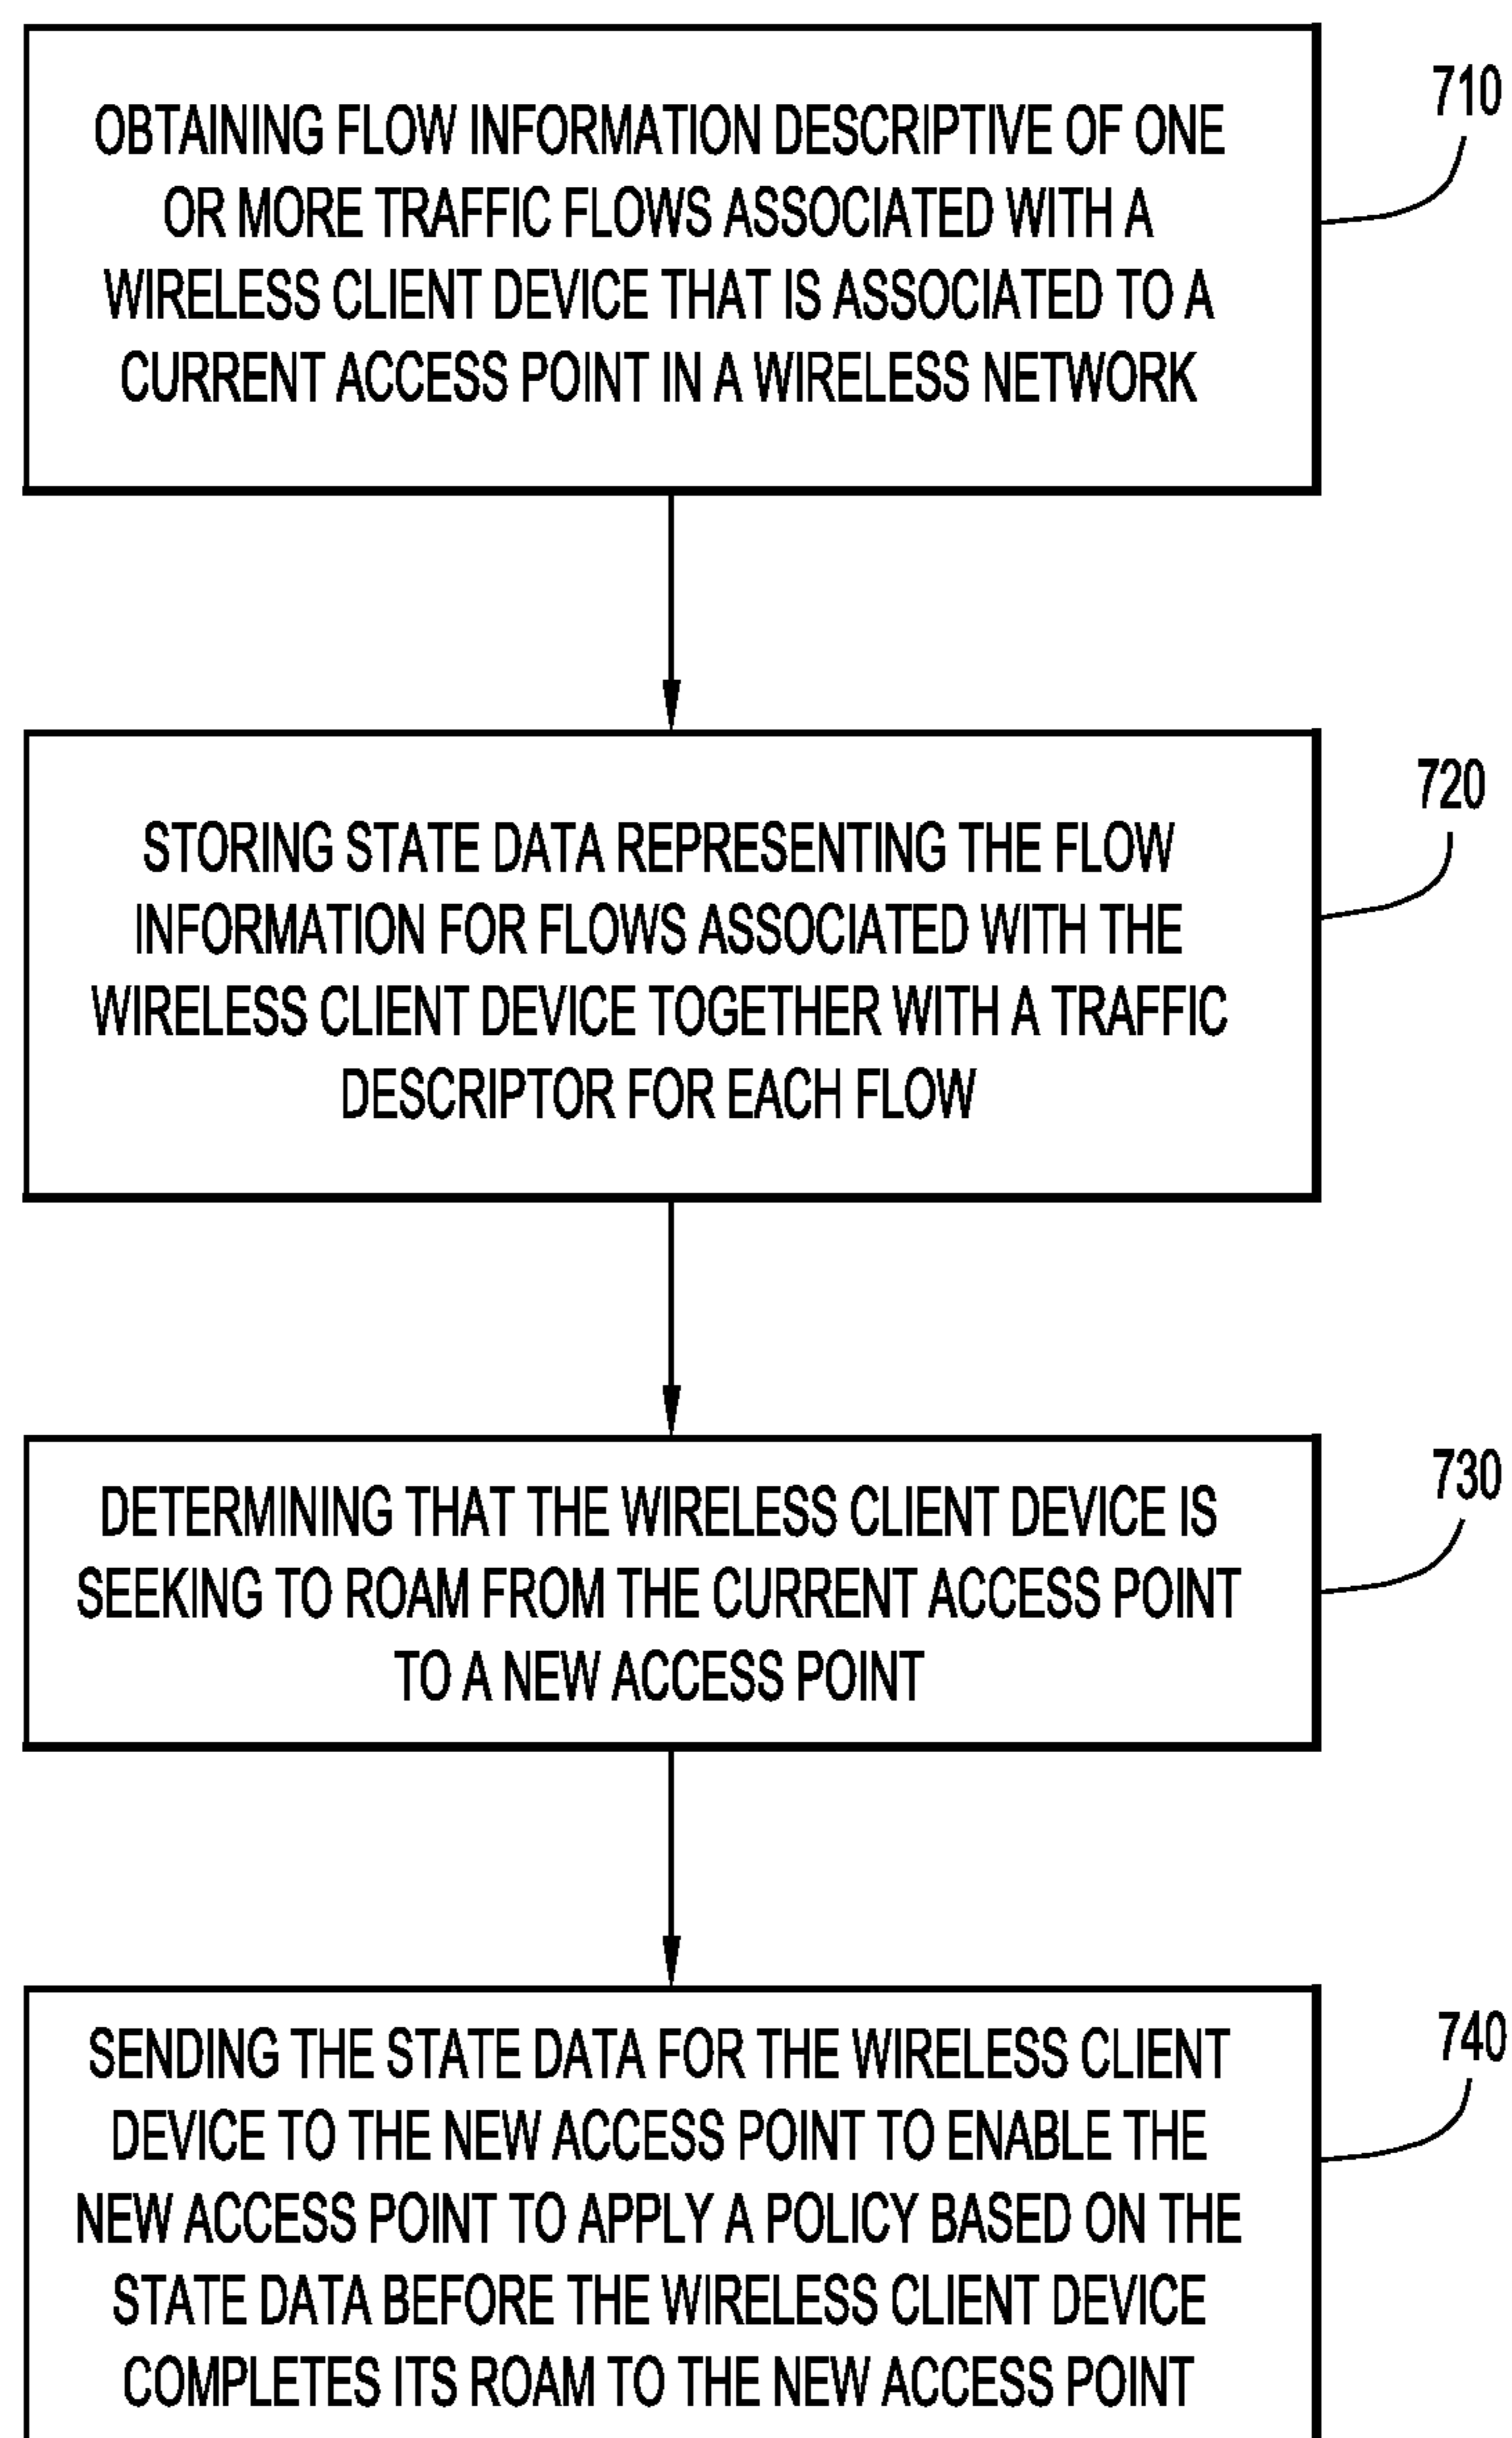 OBTAINING FLOW INFORMATION DESCRIPTIVE OF ONE
OR MORE TRAFFIC FLOWS ASSOCIATED WITH A
WIRELESS CLIENT DEVICE THAT IS ASSOCIATED TO A
CURRENT ACCESS POINT IN A WIRELESS NETWORK
710
STORING STATE DATA REPRESENTING THE FLOW
INFORMATION FOR FLOWS ASSOCIATED WITH THE
WIRELESS CLIENT DEVICE TOGETHER WITH A TRAFFIC
DESCRIPTOR FOR EACH FLOW
720
DETERMINING THAT THE WIRELESS CLIENT DEVICE IS
SEEKING TO ROAM FROM THE CURRENT ACCESS POINT
TO A NEW ACCESS POINT
730
SENDING THE STATE DATA FOR THE WIRELESS CLIENT
DEVICE TO THE NEW ACCESS POINT TO ENABLE THE
NEW ACCESS POINT TO APPLY A POLICY BASED ON THE
STATE DATA BEFORE THE WIRELESS CLIENT DEVICE
COMPLETES ITS ROAM TO THE NEW ACCESS POINT
740